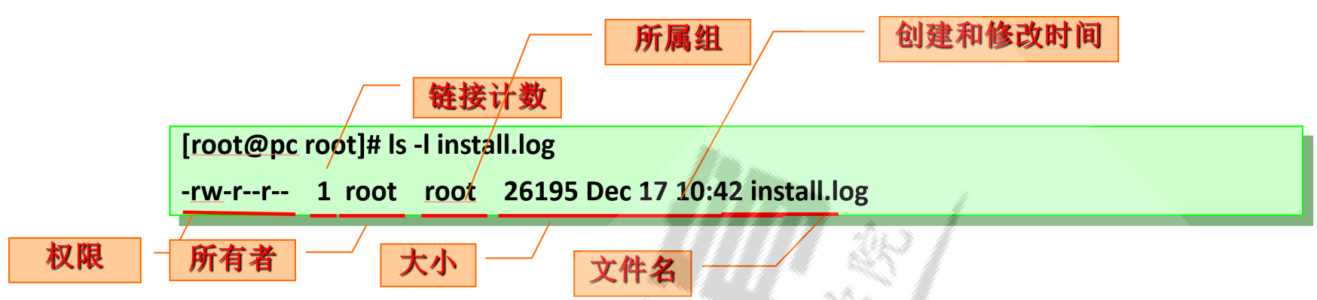 所属组
创建和修改时间
链接计数
[root@pc root]# ls -l install.log
-rw-r--r-- 1 root root 26195 Dec 17 10:42 install.log
权限
所有者
大小
文件名
院